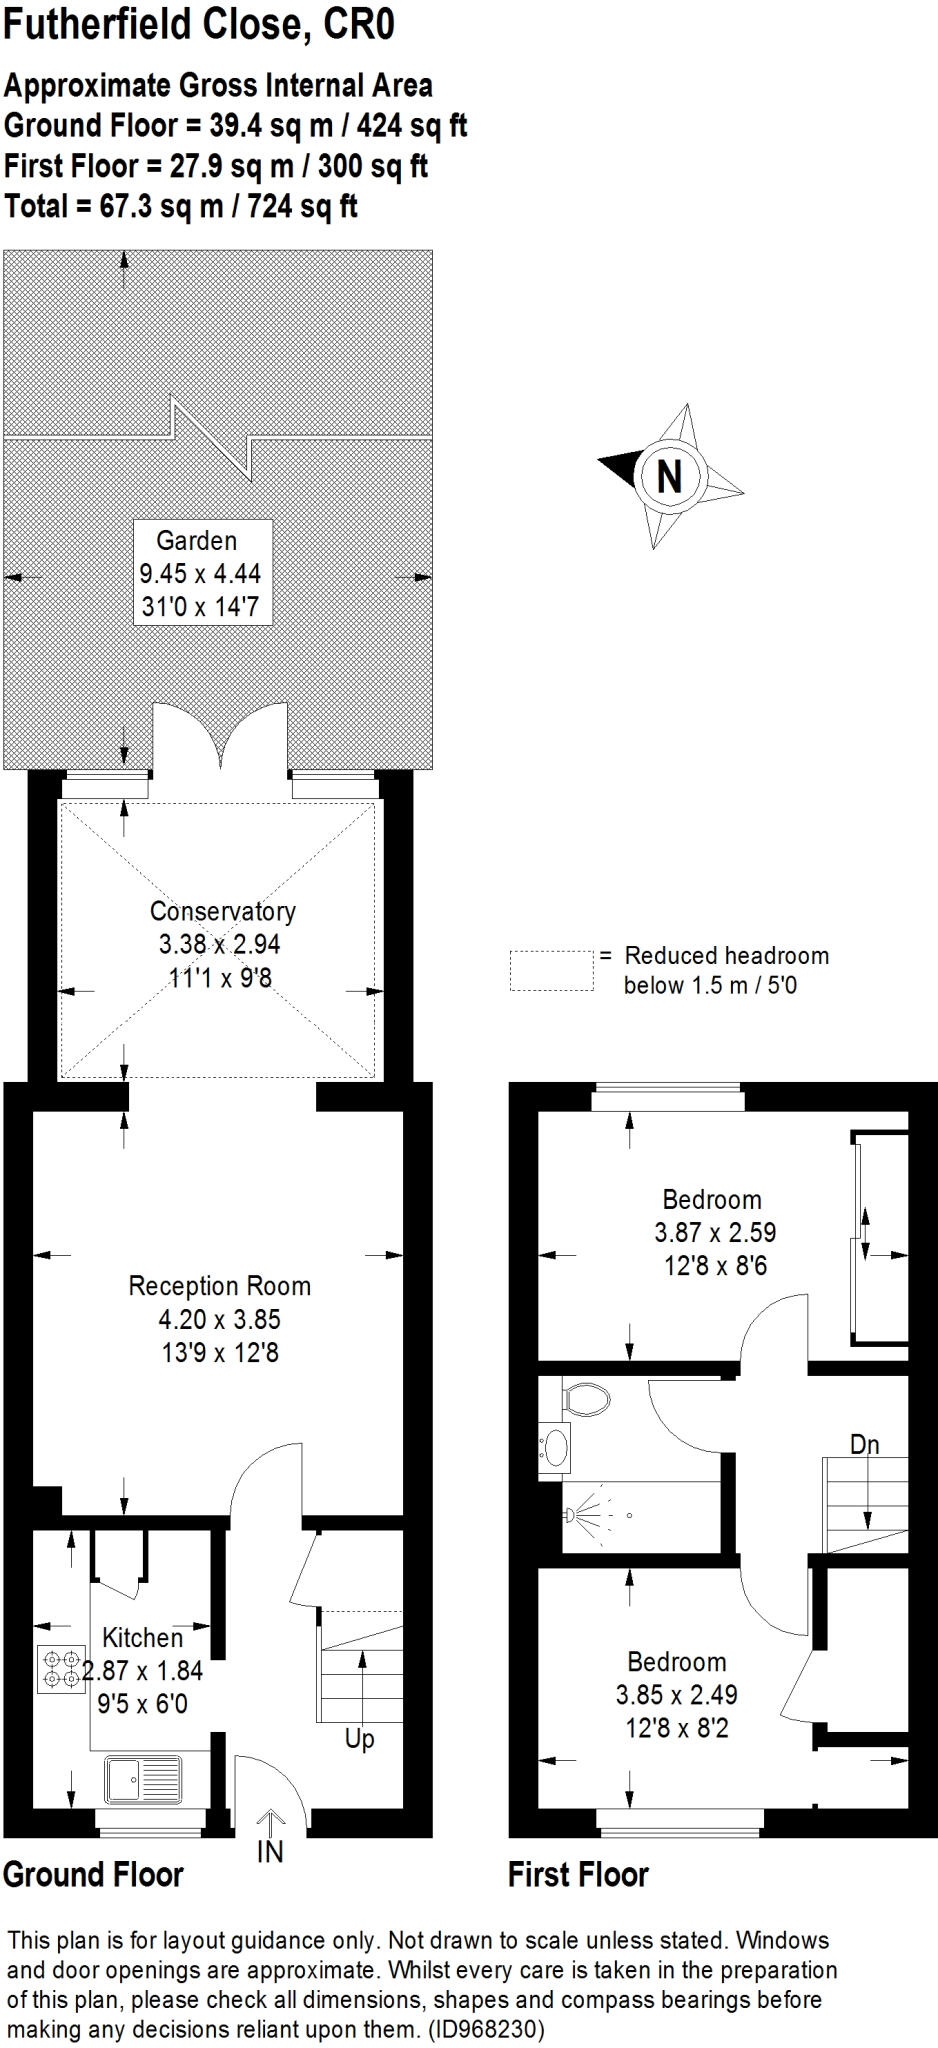 Futherfield Close, CR0
Approximate Gross Internal Area
Ground Floor = 39.4 sq m / 424 sq ft
First Floor = 27.9 sq m / 300 sq ft
Total = 67.3 sq m / 724 sq ft
N
Garden
9.45 x 4.44
31'0 x 14'7
Conservatory
3.38 x 2.94
11'1 x 9'8
= Reduced headroom
below 1.5 m / 5'0
Reception Room
4.20 x 3.85
13'9 x 12'8
Kitchen
2.87 x 1.84
9'5 x 6'0
Up
IN
Ground Floor
Bedroom
3.87 x 2.59
12'8 x 8'6
Dn
Bedroom
3.85 x 2.49
12'8 x 8'2
First Floor
This plan is for layout guidance only. Not drawn to scale unless stated. Windows
and door openings are approximate. Whilst every care is taken in the preparation
of this plan, please check all dimensions, shapes and compass bearings before
making any decisions reliant upon them. (ID968230)